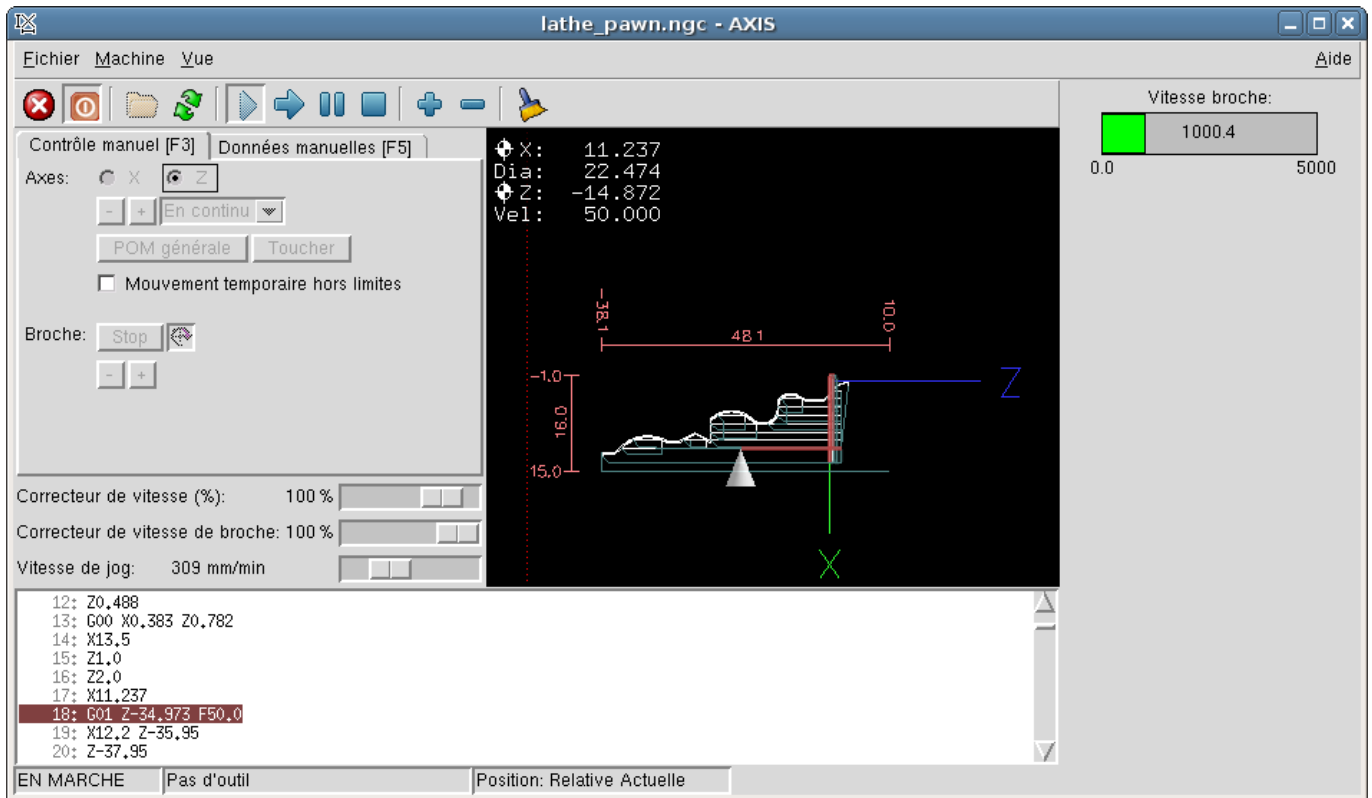 lathe_pawn.ngc - AXIS
Fichier Machine Vue Aide
Contrôle manuel [F3] Données manuelles [F5]
Axes: X Z
- + En continu
POM générale Toucher
Mouvement temporaire hors limites
Broche: Stop
- +
Correcteur de vitesse (%): 100 %
Correcteur de vitesse de broche: 100 %
Vitesse de jog: 309 mm/min
X: 11.237
Dia: 22.474
Z: -14.872
Vel: 50.000
-38.1
10.0
48.1
-1.0
16.0
15.0
Z
X
Vitesse broche:
1000.4
0.0 5000
12: Z0.488
13: G00 X0.383 Z0.782
14: X13.5
15: Z1.0
16: Z2.0
17: X11.237
18: G01 Z-34.973 F50.0
19: X12.2 Z-35.95
20: Z-37.95
EN MARCHE Pas d'outil Position: Relative Actuelle